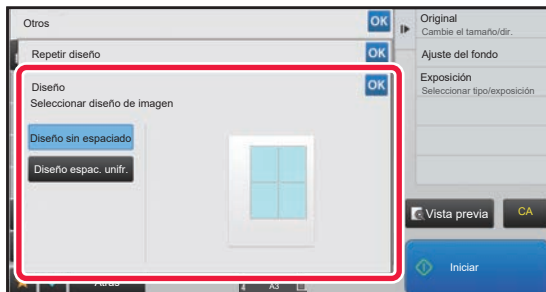 Otros
OK
Repetir diseño
OK
Diseño
OK
Seleccionar diseño de imagen
Diseño sin espaciado
Diseño espac. unifr.
Atrás
A3
Original
Cambie el tamaño/dir.
Ajuste del fondo
Exposición
Seleccionar tipo/exposición
Vista previa
CA
Iniciar